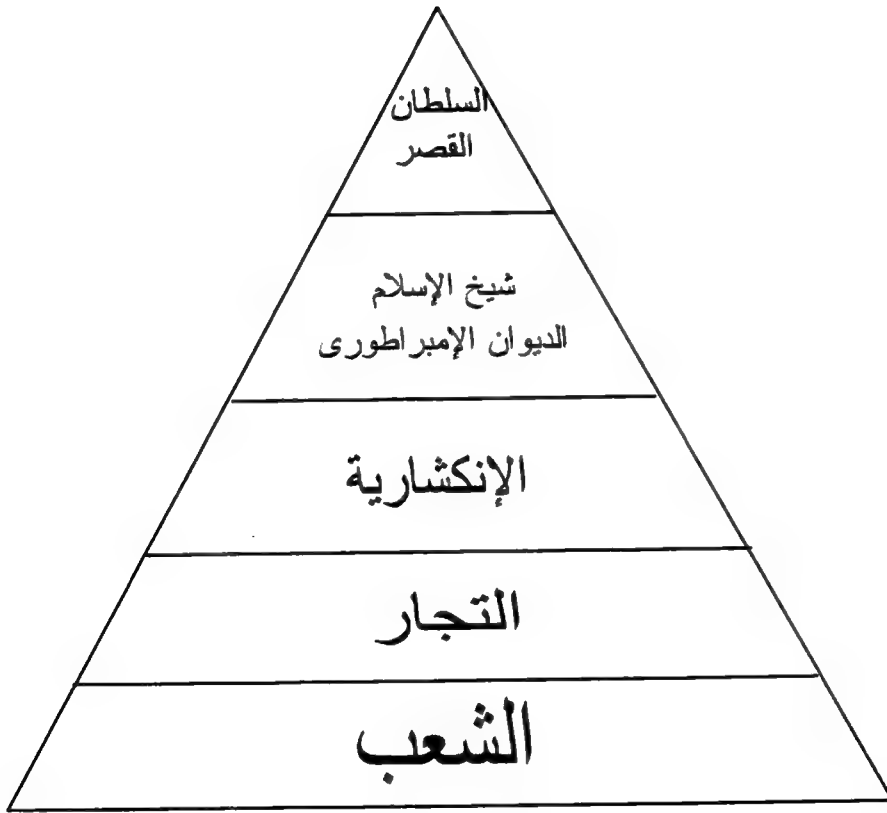 السلطان
القصر
شيخ الإسلام
الديوان الإمبراطورى
الإنكشارية
التجار
الشعب